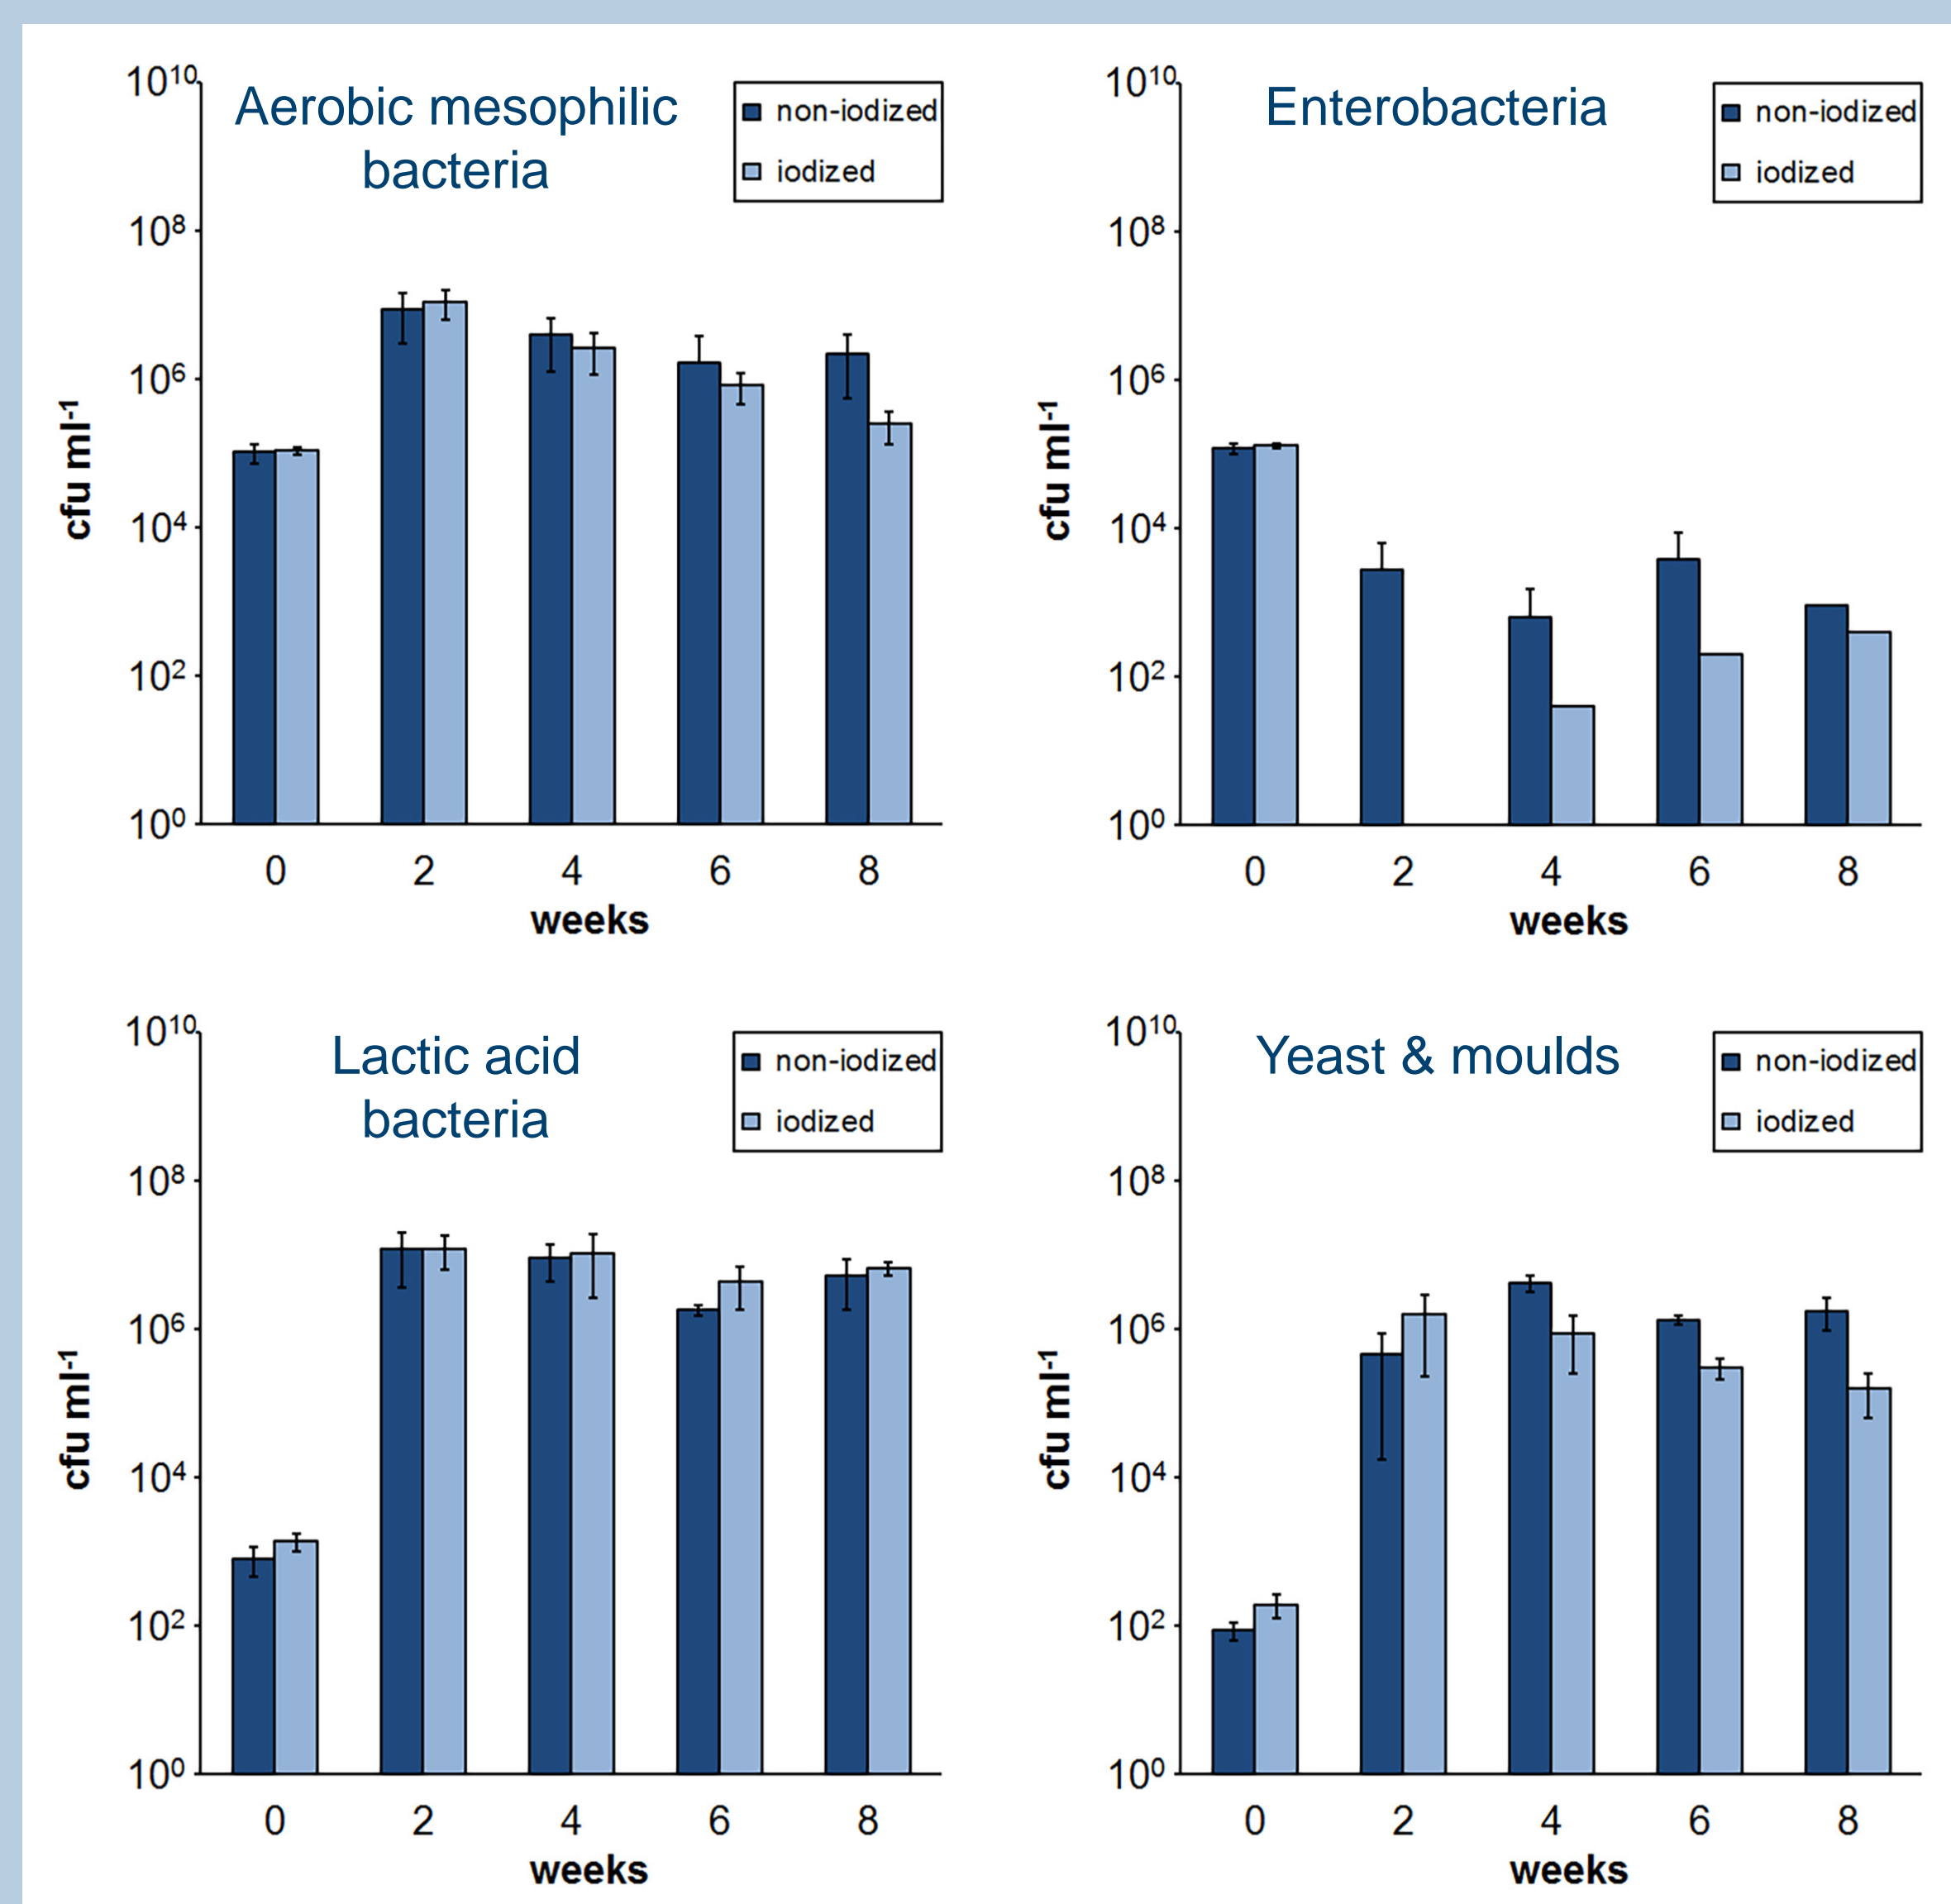 Aerobic mesophilic
bacteria
non-iodized
iodized
10¹⁰
10⁸
10⁶
10⁴
10²
10⁰
cfu ml⁻¹
0 2 4 6 8
weeks
Enterobacteria
non-iodized
iodized
10¹⁰
10⁸
10⁶
10⁴
10²
10⁰
cfu ml⁻¹
0 2 4 6 8
weeks
Lactic acid
bacteria
non-iodized
iodized
10¹⁰
10⁸
10⁶
10⁴
10²
10⁰
cfu ml⁻¹
0 2 4 6 8
weeks
Yeast & moulds
non-iodized
iodized
10¹⁰
10⁸
10⁶
10⁴
10²
10⁰
cfu ml⁻¹
0 2 4 6 8
weeks